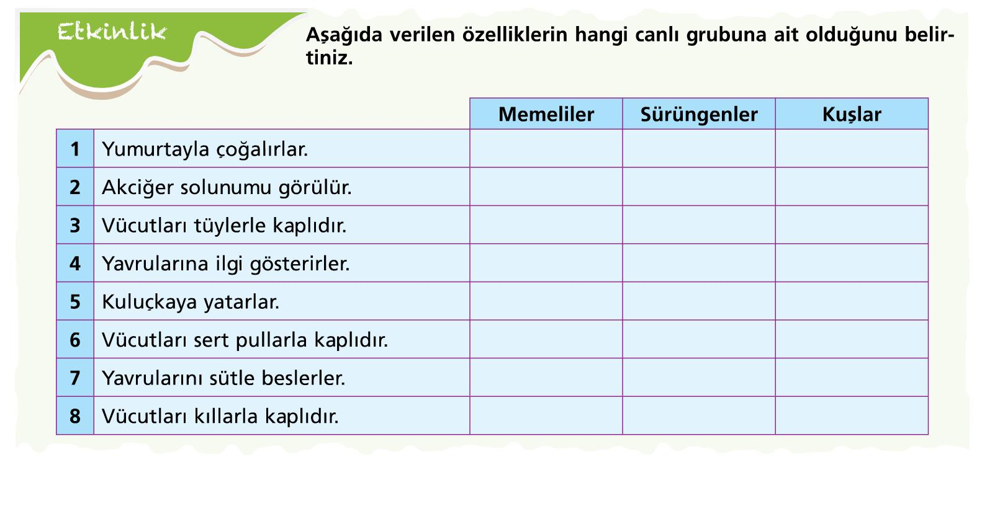 Etkinlik
Aşağıda verilen özelliklerin hangi canlı grubuna ait olduğunu belir-
tiniz.
Memeliler Sürüngenler Kuşlar
1 Yumurtayla çoğalırlar.
2 Akciğer solunumu görülür.
3 Vücutları tüylerle kaplıdır.
4 Yavrularına ilgi gösterirler.
5 Kuluçkaya yatarlar.
6 Vücutları sert pullarla kaplıdır.
7 Yavrularını sütle beslerler.
8 Vücutları kıllarla kaplıdır.